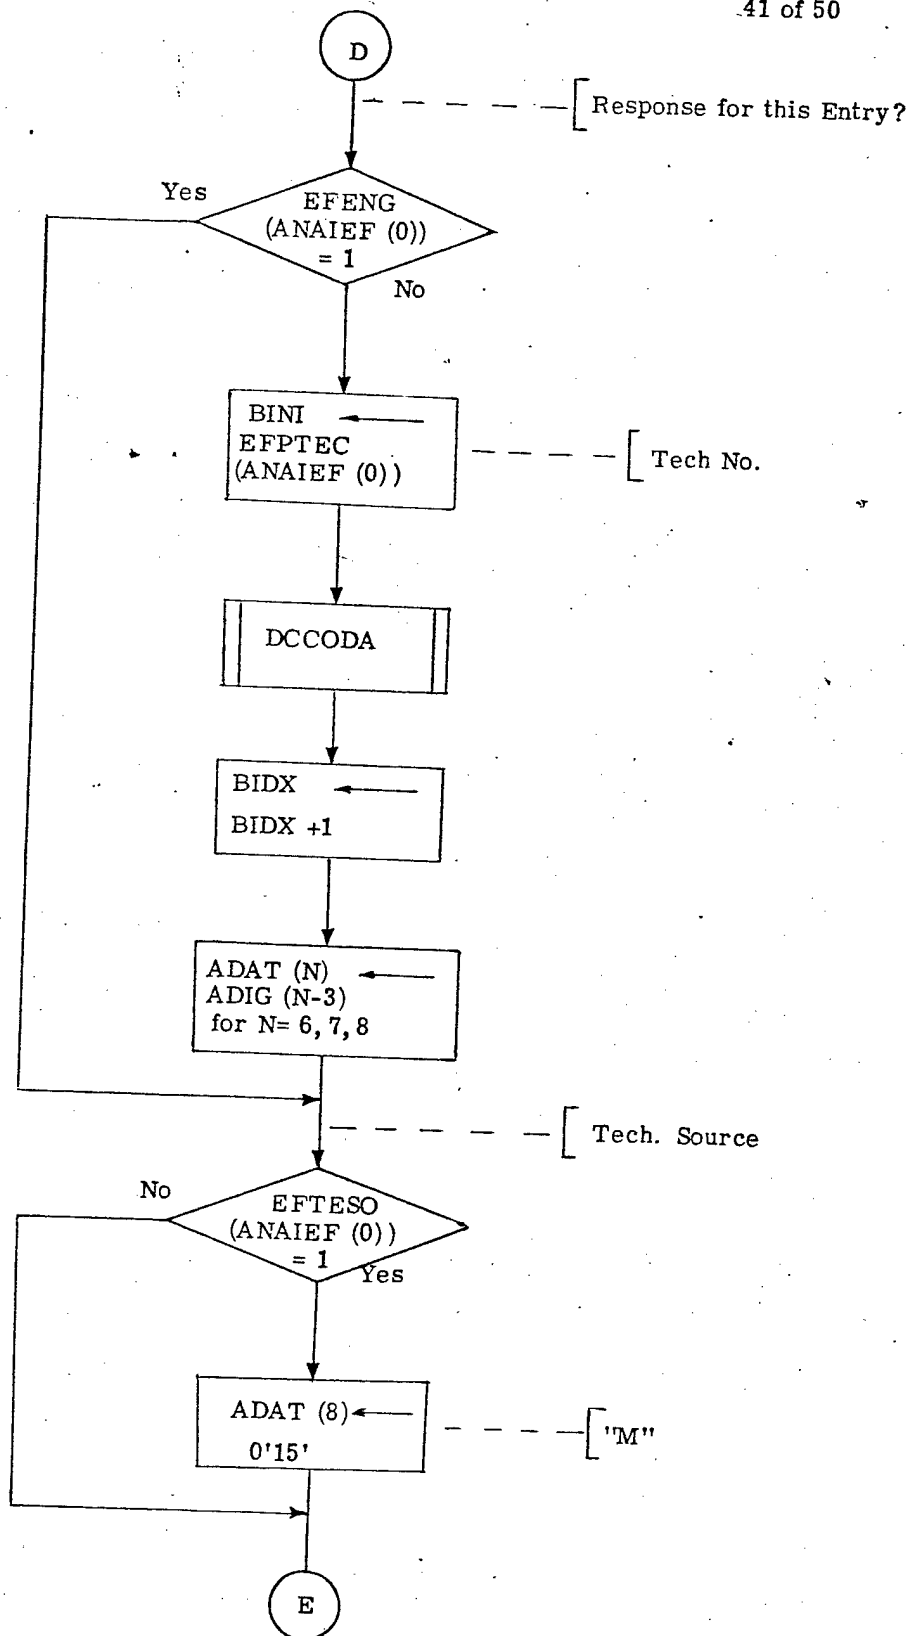 41 of 50
D
Response for this Entry?
Yes
EFENG
(ANAIEF (0))
= 1
No
BINI
EFPTEC
(ANAIEF (0))
Tech No.
DCCODA
BIDX
BIDX +1
ADAT (N)
ADIG (N-3)
for N= 6, 7, 8
Tech. Source
No
EFTESO
(ANAIEF (0))
= 1
Yes
ADAT (8)
0'15'
"M"
E